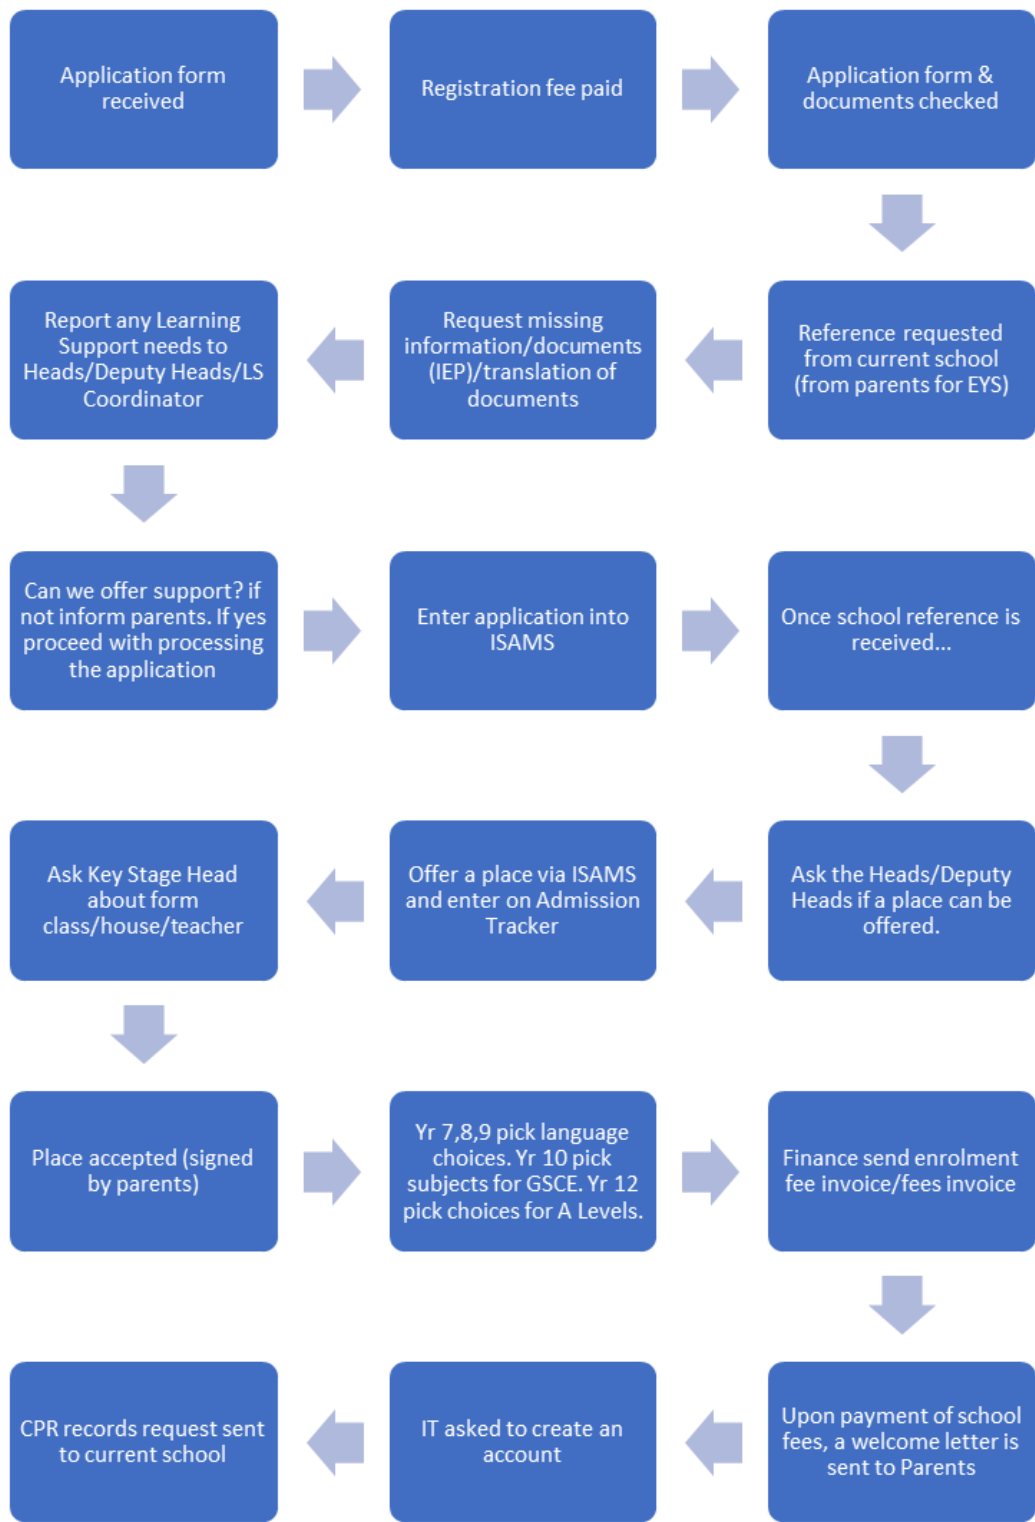 Application form
received
Registration fee paid
Application form &
documents checked
Reference requested
from current school
(from parents for EYS)
Request missing
information/documents
(IEP)/translation of
documents
Report any Learning
Support needs to
Heads/Deputy Heads/LS
Coordinator
Can we offer support? if
not inform parents. If yes
proceed with processing
the application
Enter application into
ISAMS
Once school reference is
received...
Ask the Heads/Deputy
Heads if a place can be
offered.
Offer a place via ISAMS
and enter on Admission
Tracker
Ask Key Stage Head
about form
class/house/teacher
Place accepted (signed
by parents)
Yr 7,8,9 pick language
choices. Yr 10 pick
subjects for GSCE. Yr 12
pick choices for A Levels.
Finance send enrolment
fee invoice/fees invoice
Upon payment of school
fees, a welcome letter is
sent to Parents
IT asked to create an
account
CPR records request sent
to current school